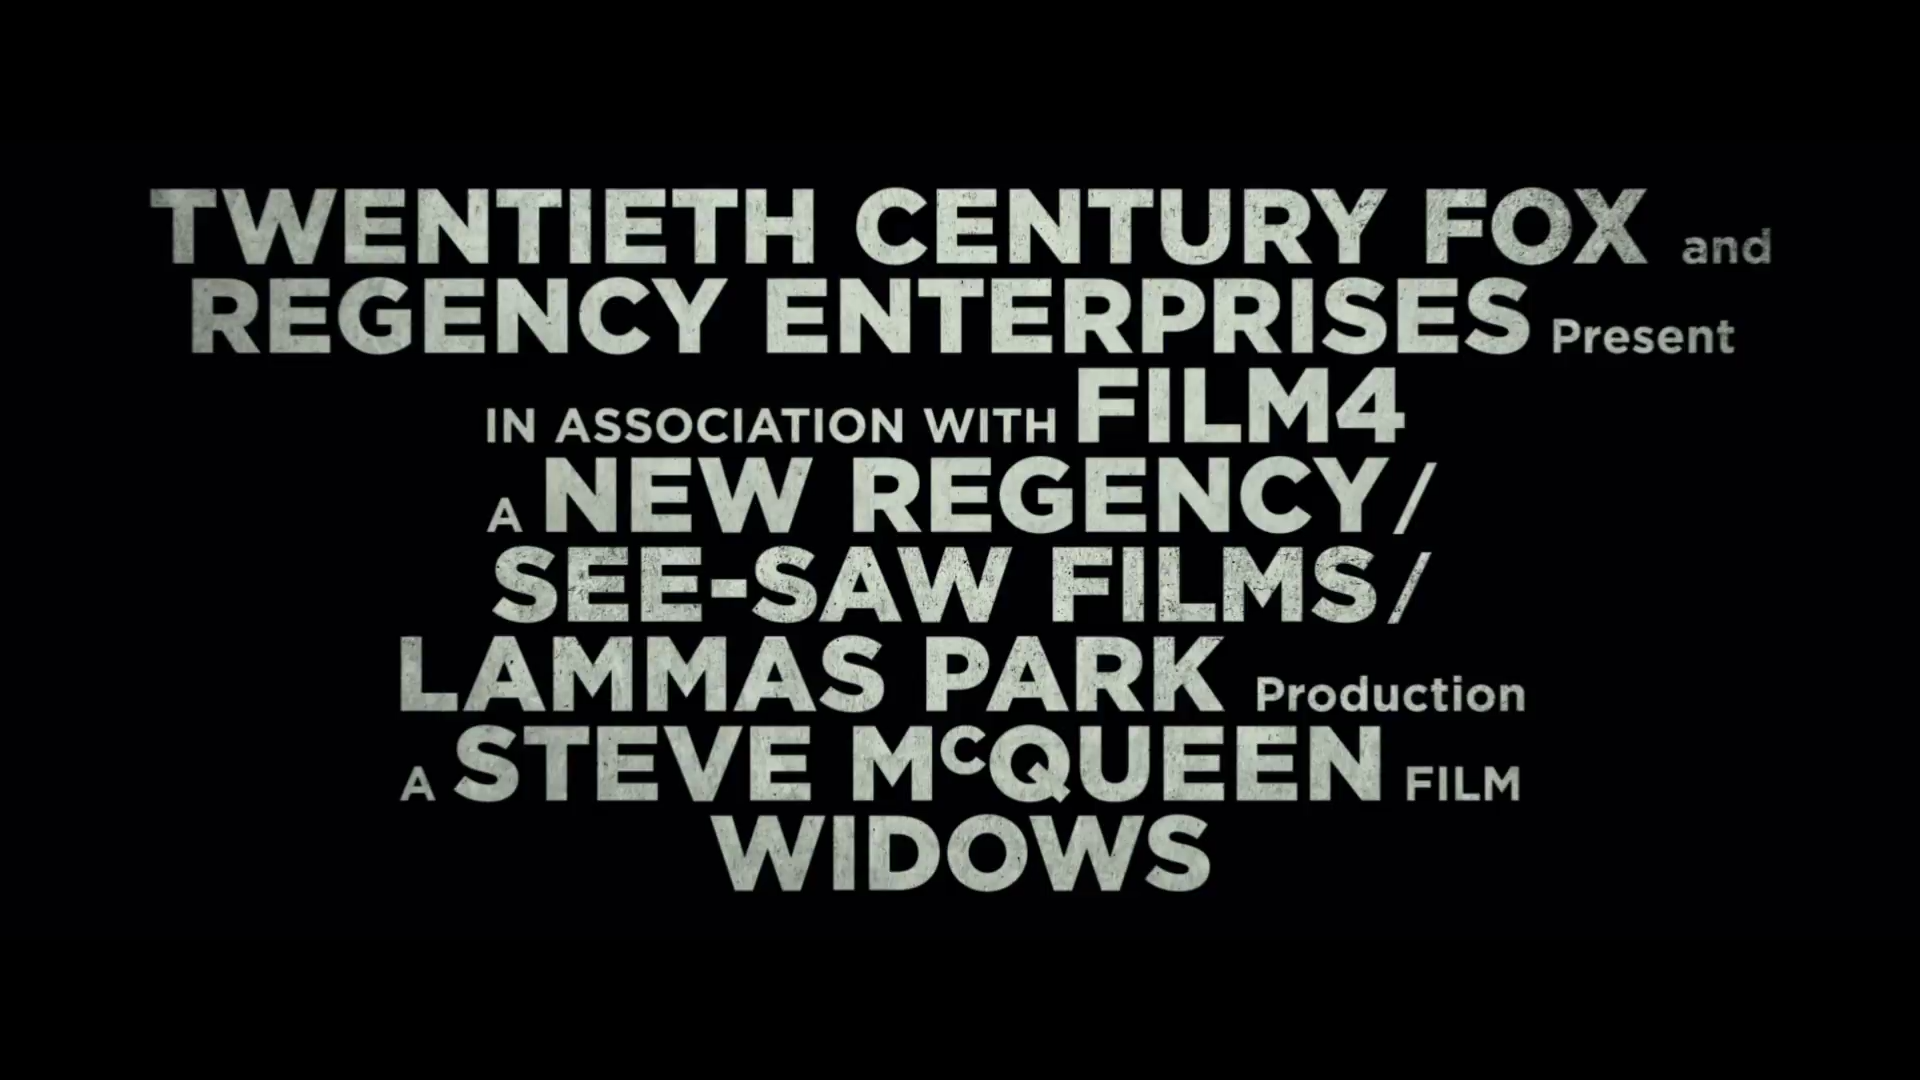 TWENTIETH CENTURY FOX and
REGENCY ENTERPRISES Present
IN ASSOCIATION WITH FILM4
A NEW REGENCY/
SEE-SAW FILMS/
LAMMAS PARK Production
A STEVE McQUEEN FILM
WIDOWS